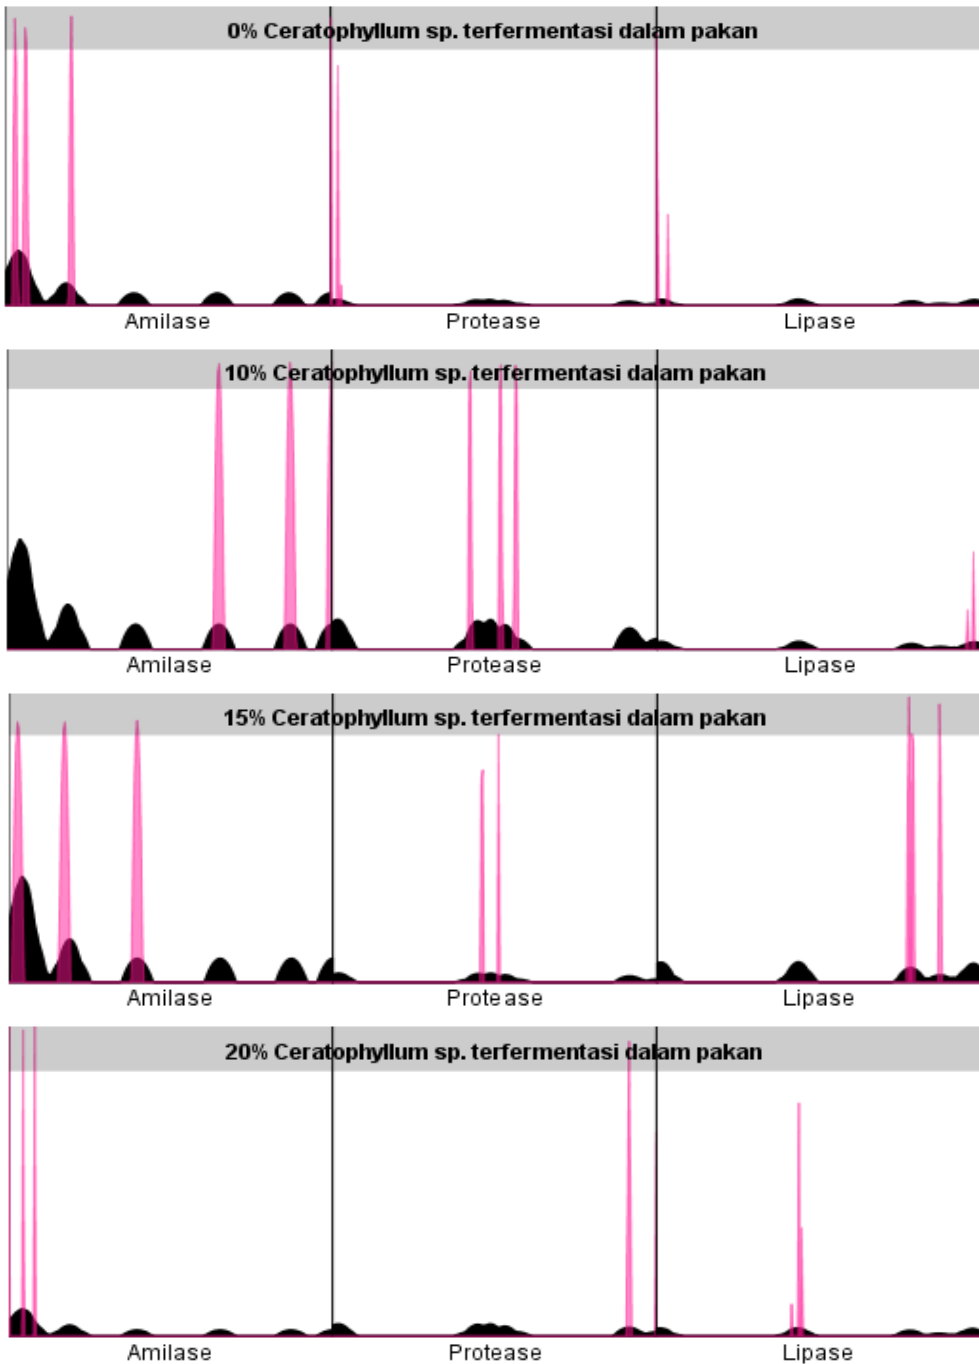 0% Ceratophyllum sp. terfermentasi dalam pakan
Amilase Protease Lipase
10% Ceratophyllum sp. terfermentasi dalam pakan
Amilase Protease Lipase
15% Ceratophyllum sp. terfermentasi dalam pakan
Amilase Protease Lipase
20% Ceratophyllum sp. terfermentasi dalam pakan
Amilase Protease Lipase